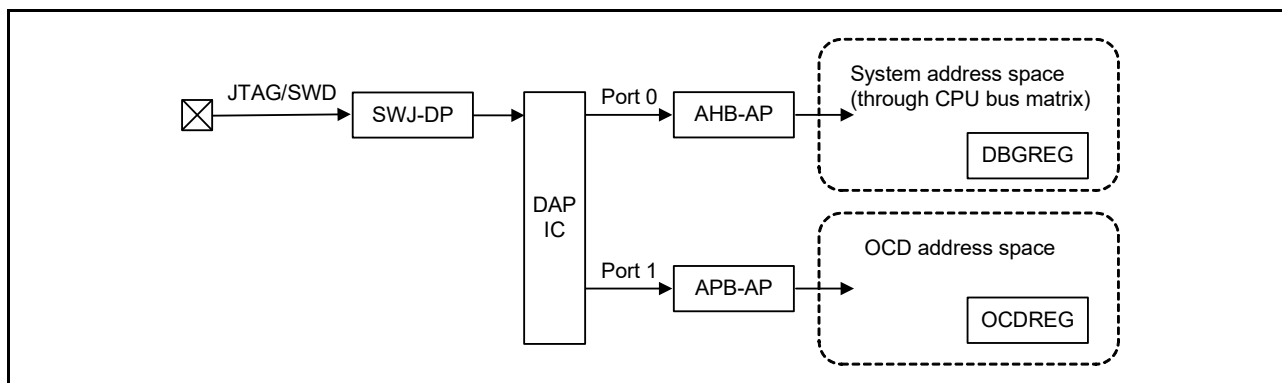 JTAG/SWD
SWJ-DP
DAP
IC
Port 0
AHB-AP
System address space
(through CPU bus matrix)
DBGREG
Port 1
APB-AP
OCD address space
OCDREG